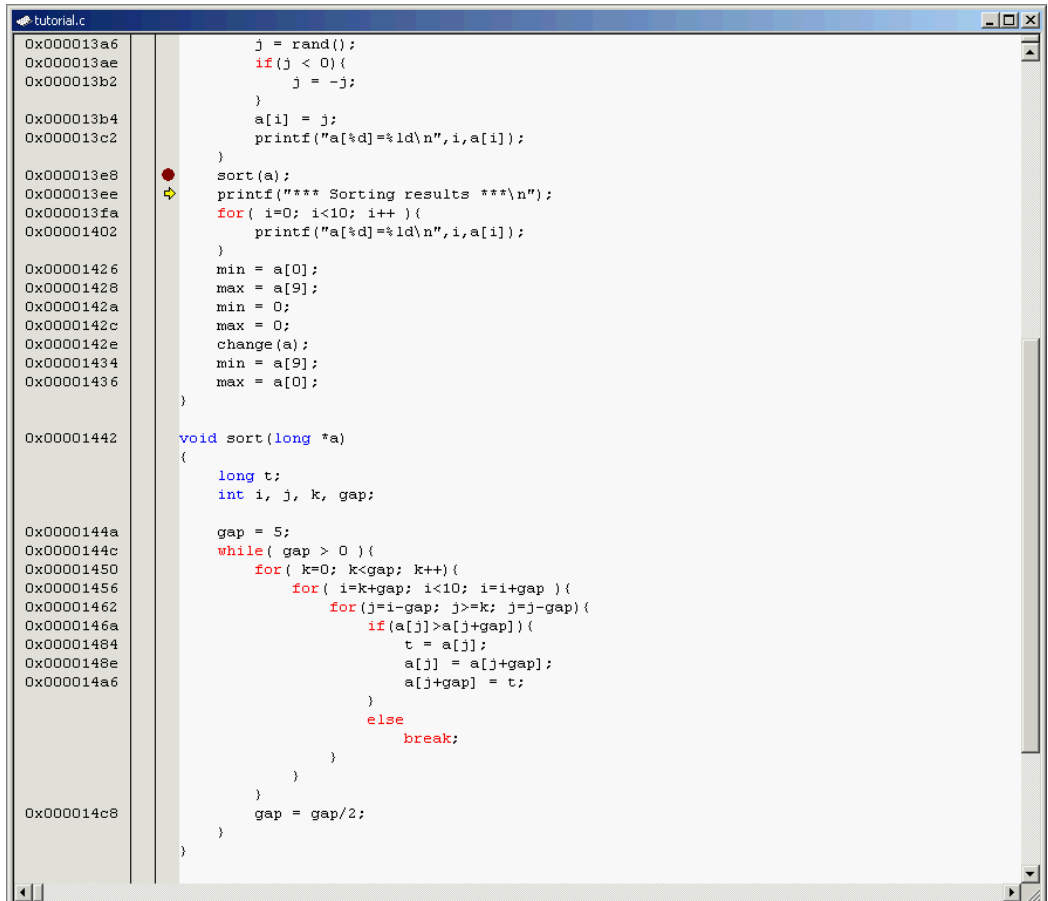 tutorial.c
0x000013a6 j = rand();
0x000013ae if(j < 0){
0x000013b2 j = -j;
}
0x000013b4 a[i] = j;
0x000013c2 printf("a[%d]=%ld\n",i,a[i]);
}
0x000013e8 sort(a);
0x000013ee printf("*** Sorting results ***\n");
0x000013fa for( i=0; i<10; i++ ){
0x00001402 printf("a[%d]=%ld\n",i,a[i]);
}
0x00001426 min = a[0];
0x00001428 max = a[9];
0x0000142a min = 0;
0x0000142c max = 0;
0x0000142e change(a);
0x00001434 min = a[9];
0x00001436 max = a[0];
}
0x00001442 void sort(long *a)
{
long t;
int i, j, k, gap;
0x0000144a gap = 5;
0x0000144c while( gap > 0 ){
0x00001450 for( k=0; k<gap; k++){
0x00001456 for( i=k+gap; i<10; i=i+gap ){
0x00001462 for(j=i-gap; j>=k; j=j-gap){
0x0000146a if(a[j]>a[j+gap]){
0x00001484 t = a[j];
0x0000148e a[j] = a[j+gap];
0x000014a6 a[j+gap] = t;
}
else
break;
}
}
}
0x000014c8 gap = gap/2;
}
}